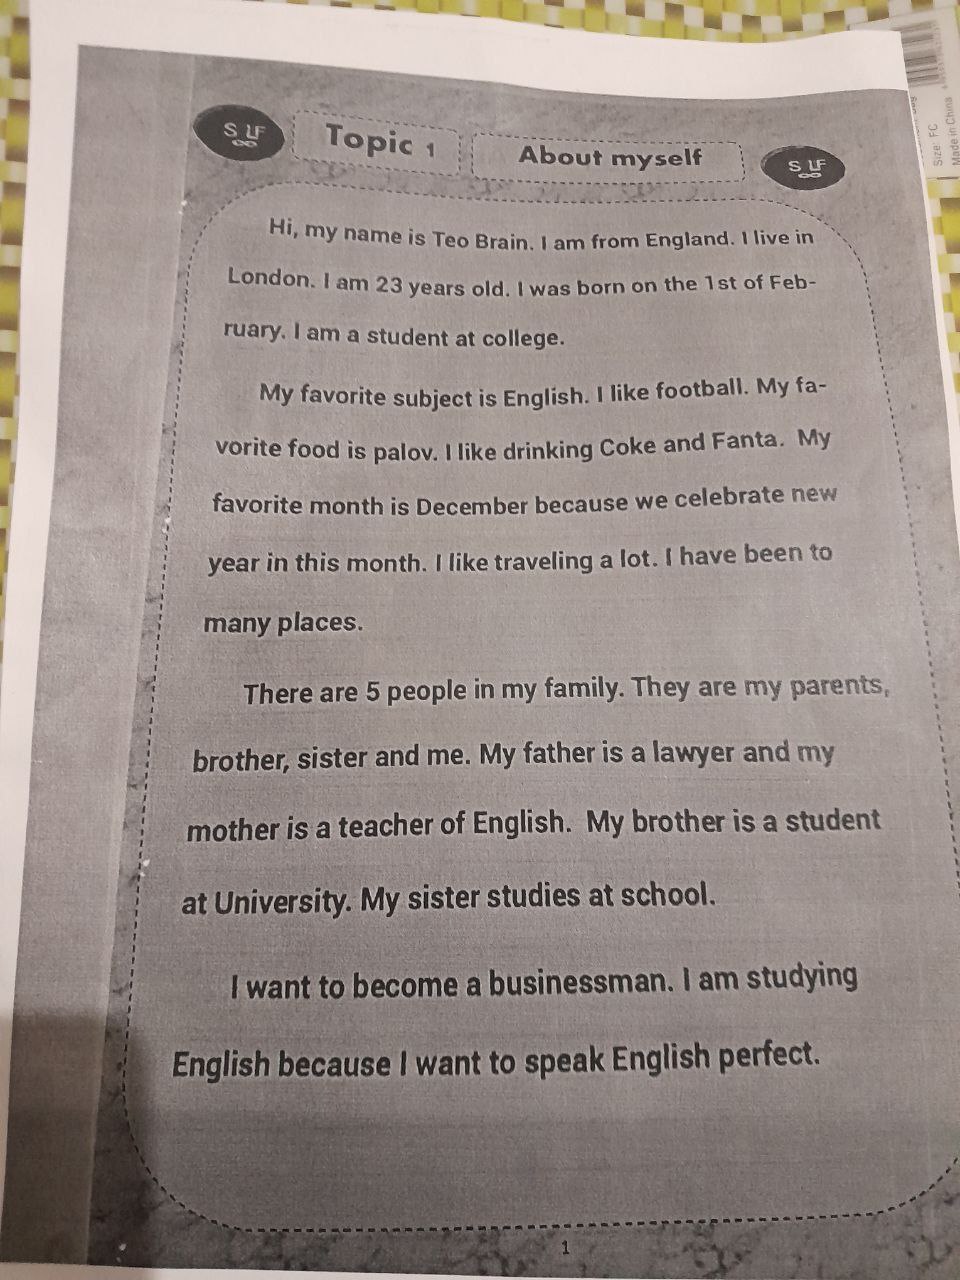 S LF
Topic 1
About myself
S LF
Hi, my name is Teo Brain. I am from England. I live in
London. I am 23 years old. I was born on the 1st of Feb-
ruary. I am a student at college.
My favorite subject is English. I like football. My fa-
vorite food is palov. I like drinking Coke and Fanta. My
favorite month is December because we celebrate new
year in this month. I like traveling a lot. I have been to
many places.
There are 5 people in my family. They are my parents,
brother, sister and me. My father is a lawyer and my
mother is a teacher of English. My brother is a student
at University. My sister studies at school.
I want to become a businessman. I am studying
English because I want to speak English perfect.
1
Size: FC
Made in China